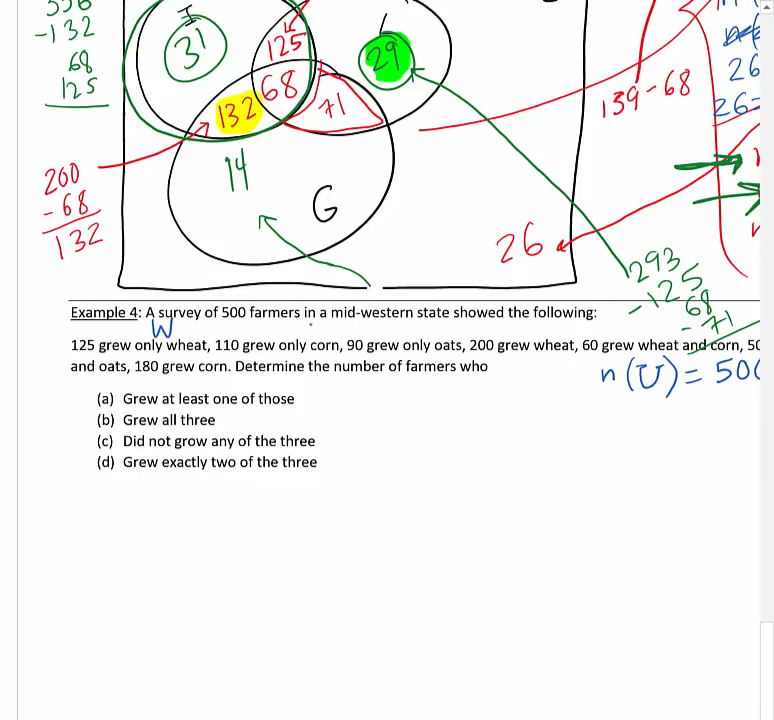 -132
68
125
31
125
29
132
68
71
14
G
200
- 68
132
139-68
26
26
293
-125
68
- 71
Example 4: A survey of 500 farmers in a mid-western state showed the following:
W
125 grew only wheat, 110 grew only corn, 90 grew only oats, 200 grew wheat, 60 grew wheat and corn,
and oats, 180 grew corn. Determine the number of farmers who
n(U) =
(a) Grew at least one of those
(b) Grew all three
(c) Did not grow any of the three
(d) Grew exactly two of the three